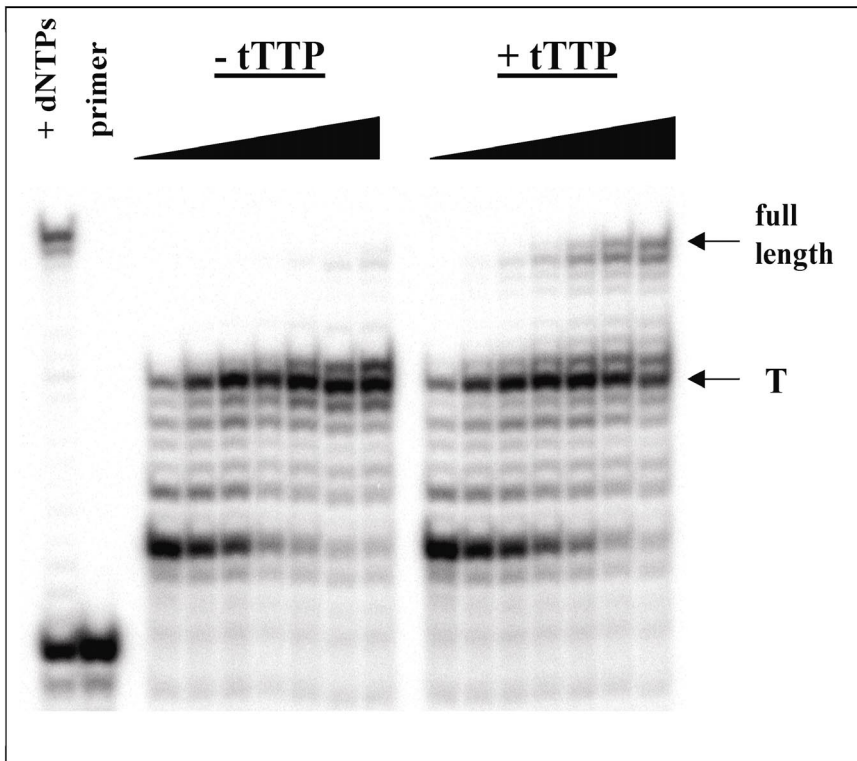 + dNTPs
primer
- tTTP
+ tTTP
full
length
T